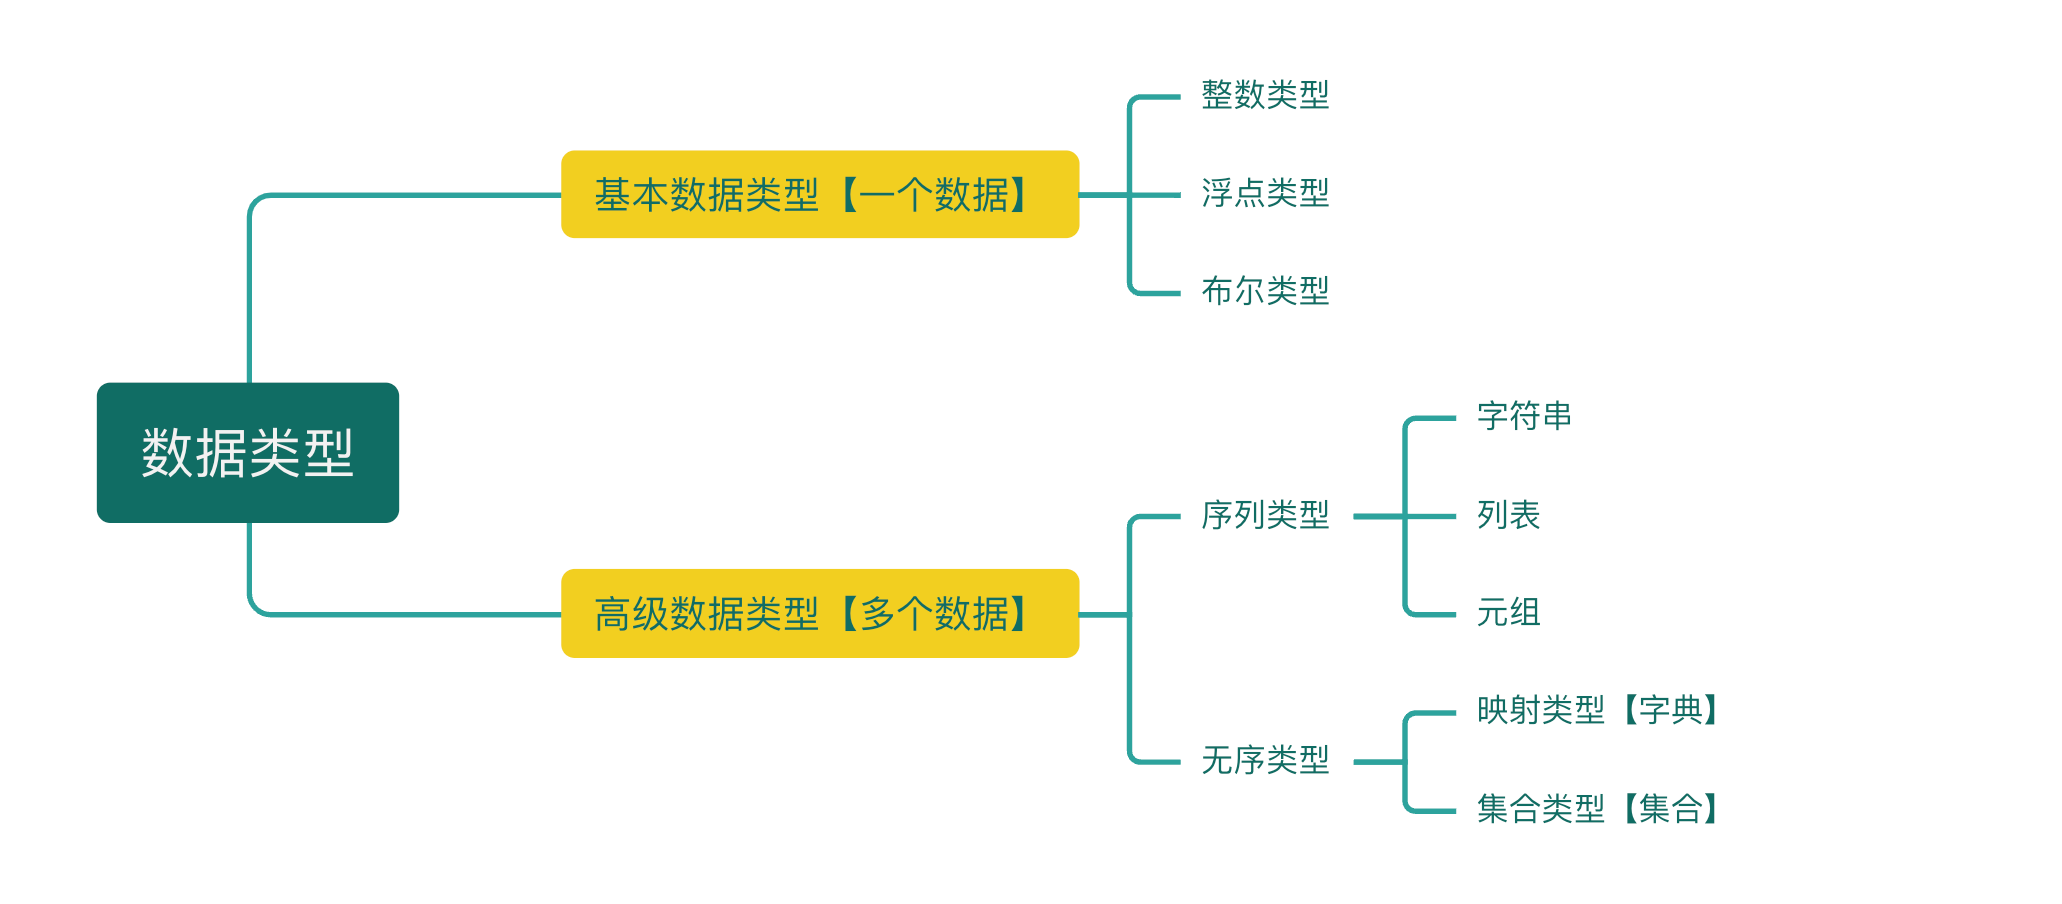 数据类型
基本数据类型【一个数据】
整数类型
浮点类型
布尔类型
高级数据类型【多个数据】
序列类型
字符串
列表
元组
无序类型
映射类型【字典】
集合类型【集合】